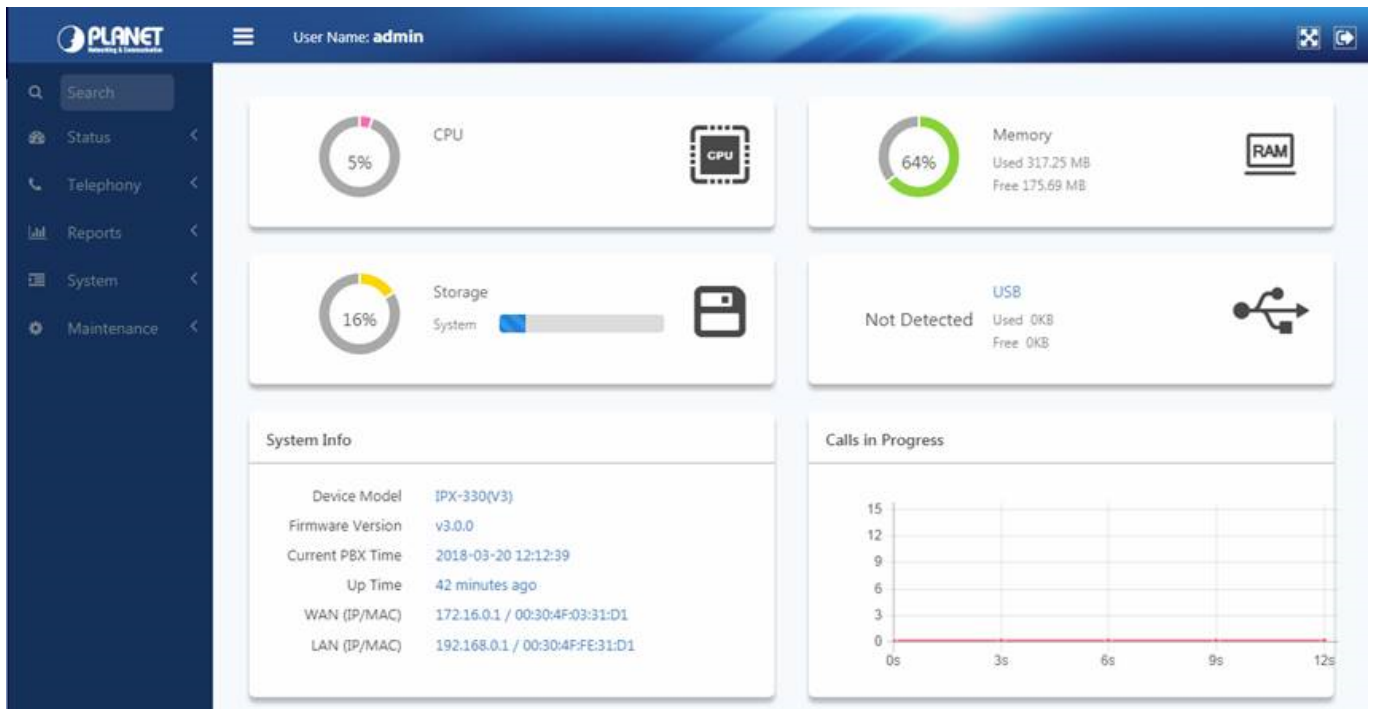 PLANET
Networking & Communication
User Name: admin
Search
Status
Telephony
Reports
System
Maintenance
5%
CPU
CPU
64%
Memory
Used 317.25 MB
Free 175.69 MB
RAM
16%
Storage
System
Not Detected
USB
Used 0KB
Free 0KB
System Info
Device Model IPX-330(V3)
Firmware Version v3.0.0
Current PBX Time 2018-03-20 12:12:39
Up Time 42 minutes ago
WAN (IP/MAC) 172.16.0.1 / 00:30:4F:03:31:D1
LAN (IP/MAC) 192.168.0.1 / 00:30:4F:FE:31:D1
Calls in Progress
15
12
9
6
3
0
0s 3s 6s 9s 12s